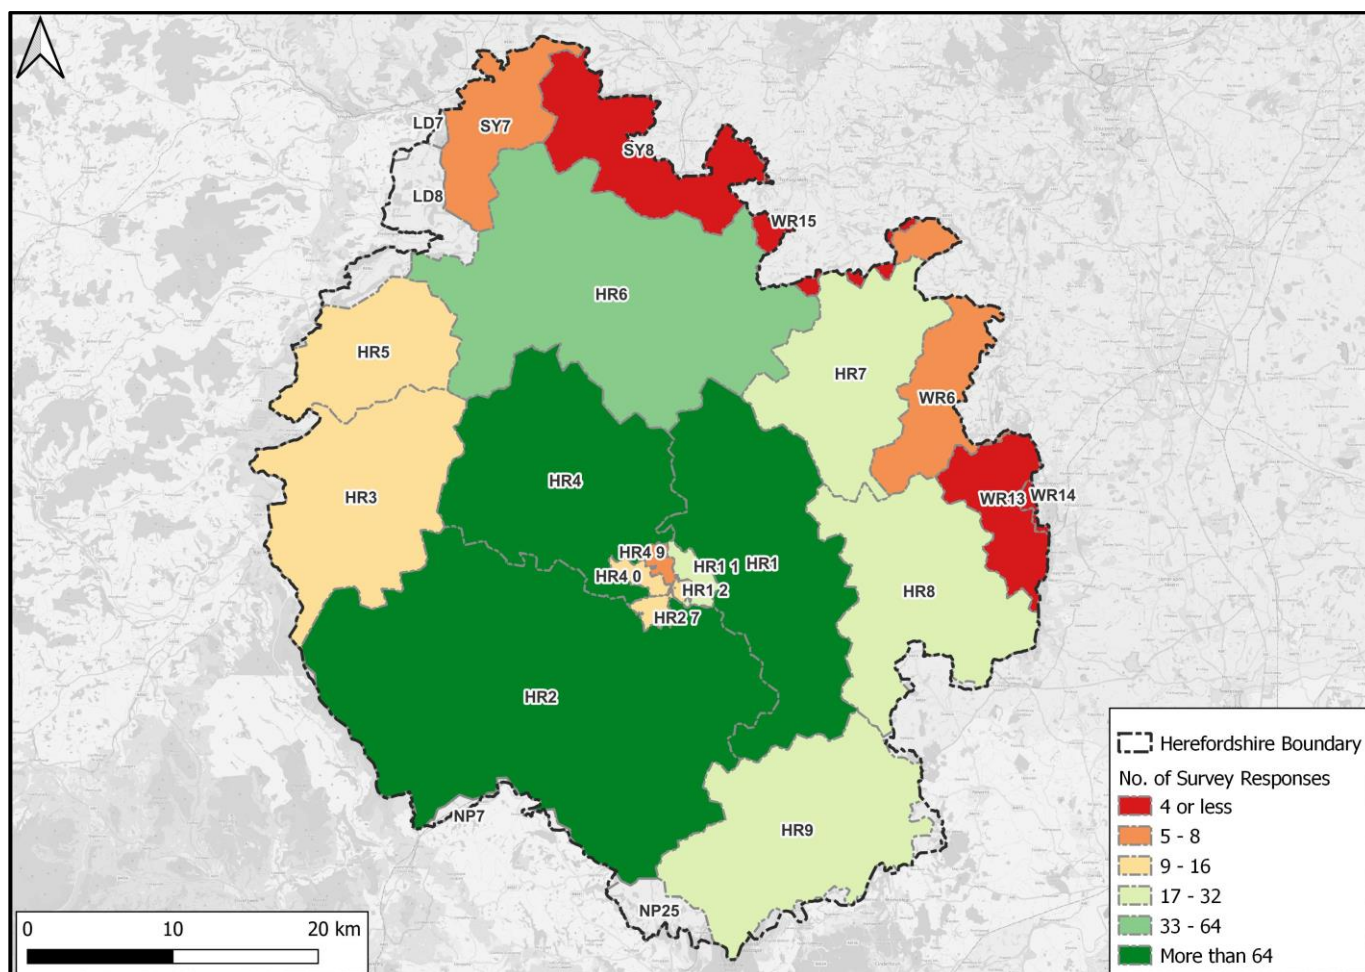 LD7
SY7
SY8
LD8
WR15
HR6
HR5
HR7
WR6
HR3
HR4
WR13
WR14
HR4 9
HR1 1
HR1
HR4 0
HR1 2
HR8
HR2 7
HR2
NP7
HR9
NP25
Herefordshire Boundary
No. of Survey Responses
4 or less
5 - 8
9 - 16
17 - 32
33 - 64
More than 64
0 10 20 km